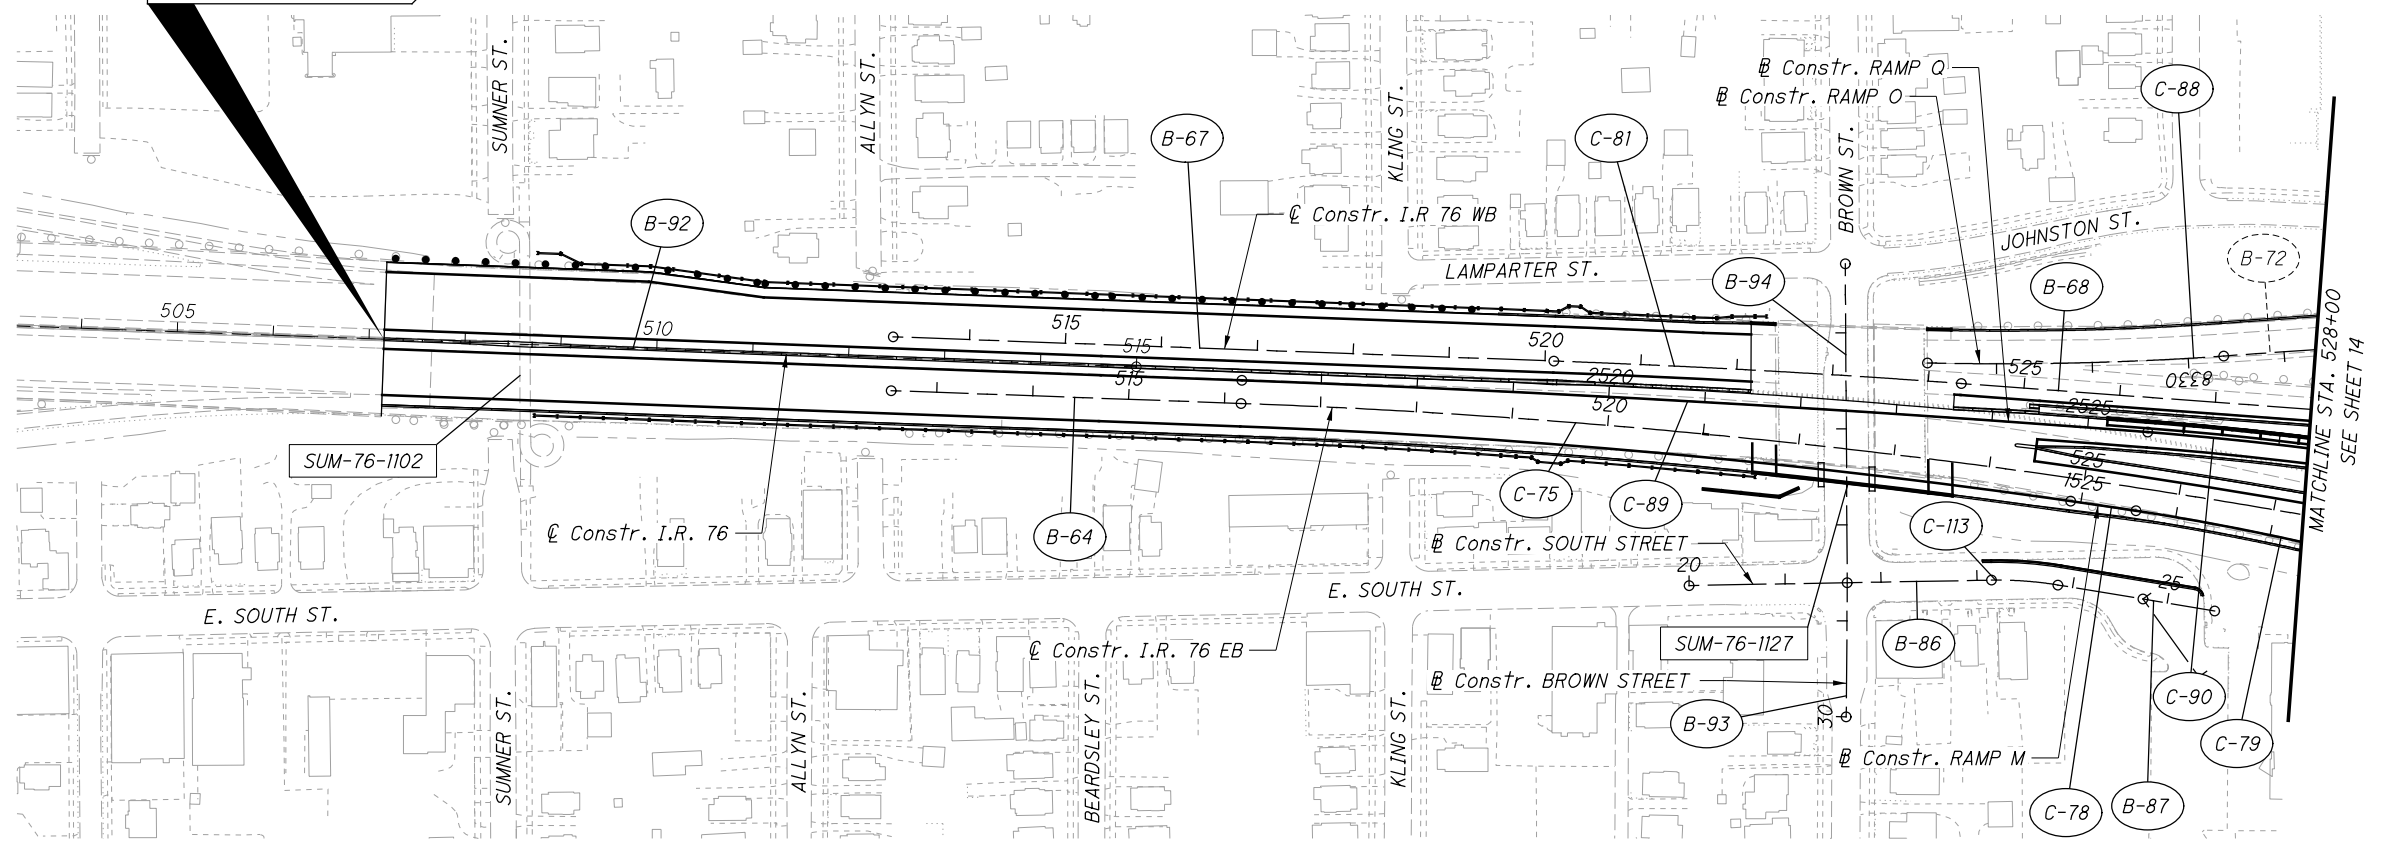 SUMNER ST.
ALLYN ST.
KLING ST.
BROWN ST.
B Constr. RAMP Q
B Constr. RAMP O
C-88
B-67
C-81
B-92
℄ Constr. I.R 76 WB
JOHNSTON ST.
LAMPARTER ST.
B-72
B-94
B-68
505
510
515
520
515
515
2520
520
525
8330
2525
525
1525
MATCHLINE STA. 528+00
SEE SHEET 14
SUM-76-1102
C-75
C-89
C-113
℄ Constr. I.R. 76
B-64
B Constr. SOUTH STREET
20
25
E. SOUTH ST.
E. SOUTH ST.
℄ Constr. I.R. 76 EB
SUM-76-1127
B-86
B Constr. BROWN STREET
B-93
30
C-90
C-79
SUMNER ST.
ALLYN ST.
BEARDSLEY ST.
KLING ST.
B Constr. RAMP M
C-78
B-87